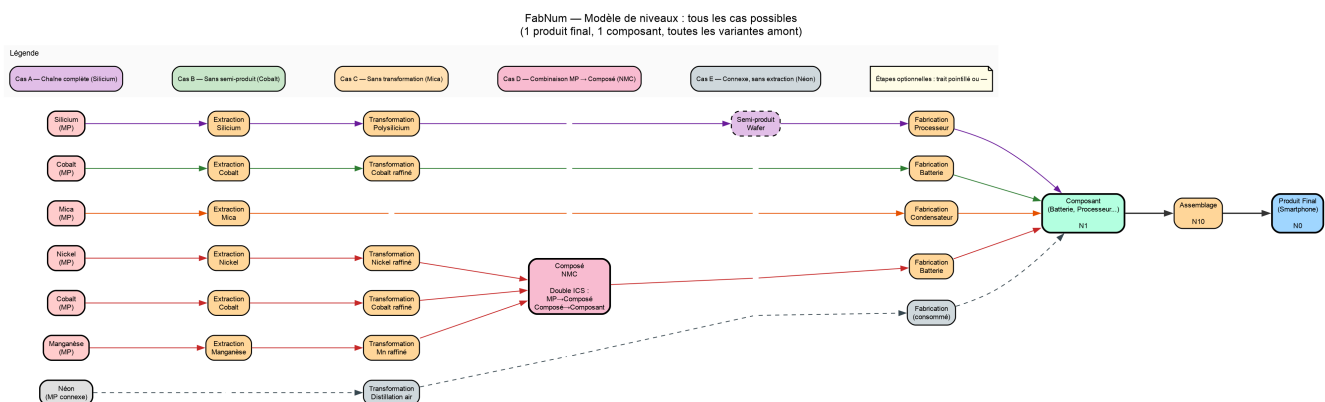 FabNum — Modèle de niveaux : tous les cas possibles
(1 produit final, 1 composant, toutes les variantes amont)
Légende
Cas A — Chaîne complète (Silicium)
Cas B — Sans semi-produit (Cobalt)
Cas C — Sans transformation (Mica)
Cas D — Combinaison MP → Composé (NMC)
Cas E — Connexe, sans extraction (Néon)
Étapes optionnelles : trait pointillé ou —
Silicium
(MP)
Extraction
Silicium
Transformation
Polysilicium
Semi-produit
Wafer
Fabrication
Processeur
Cobalt
(MP)
Extraction
Cobalt
Transformation
Cobalt raffiné
Fabrication
Batterie
Mica
(MP)
Extraction
Mica
Fabrication
Condensateur
Composant
(Batterie, Processeur...)
N1
Assemblage
N10
Produit Final
(Smartphone)
N0
Nickel
(MP)
Extraction
Nickel
Transformation
Nickel raffiné
Composé
NMC
Double ICS :
MP→Composé
Composé→Composant
Fabrication
Batterie
Cobalt
(MP)
Extraction
Cobalt
Transformation
Cobalt raffiné
Fabrication
(consommé)
Manganèse
(MP)
Extraction
Manganèse
Transformation
Mn raffiné
Néon
(MP connexe)
Transformation
Distillation air